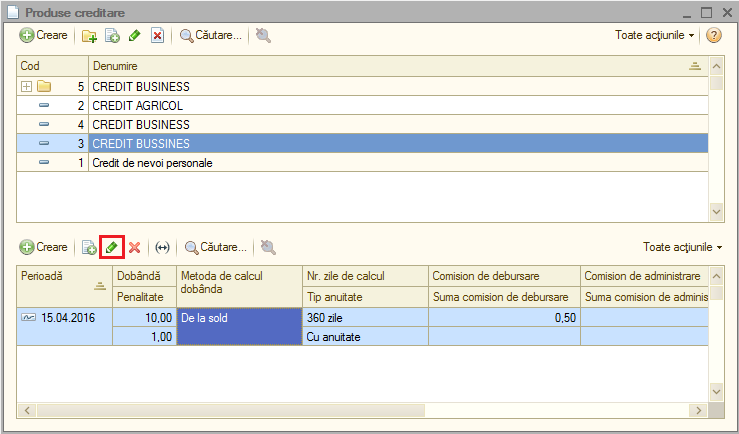 Produse creditare
Creare Căutare... Toate acțiunile ?
Cod Denumire
5 CREDIT BUSINESS
2 CREDIT AGRICOL
4 CREDIT BUSINESS
3 CREDIT BUSSINES
1 Credit de nevoi personale
Creare Căutare... Toate acțiunile
Perioadă Dobândă Metoda de calcul Nr. zile de calcul Comision de debursare Comision de administrare
dobânda
Penalitate Tip anuitate Suma comision de debursare Suma comision de adminis
15.04.2016 10,00 De la sold 360 zile 0,50
1,00 Cu anuitate